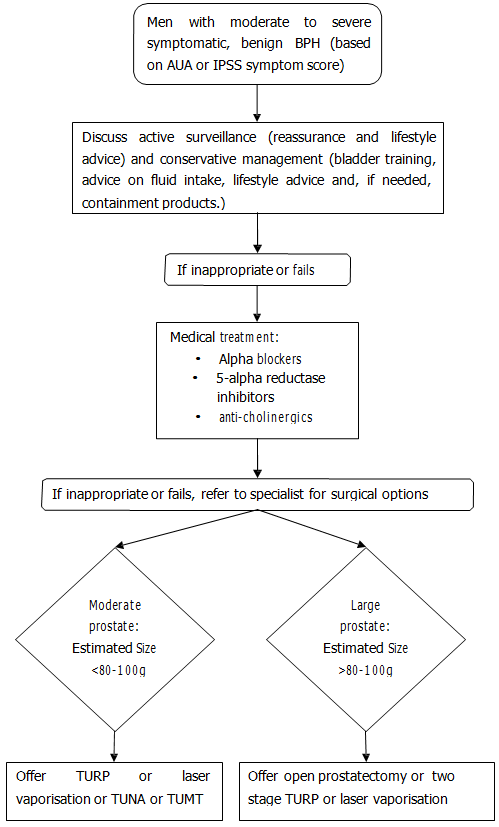 Men with moderate to severe
symptomatic, benign BPH (based
on AUA or IPSS symptom score)
Discuss active surveillance (reassurance and lifestyle
advice) and conservative management (bladder training,
advice on fluid intake, lifestyle advice and, if needed,
containment products.)
If inappropriate or fails
Medical treatment:
• Alpha blockers
• 5-alpha reductase
inhibitors
• anti-cholinergics
If inappropriate or fails, refer to specialist for surgical options
Moderate
prostate:
Estimated Size
<80-100g
Large
prostate:
Estimated Size
>80-100g
Offer TURP or laser
vaporisation or TUNA or TUMT
Offer open prostatectomy or two
stage TURP or laser vaporisation